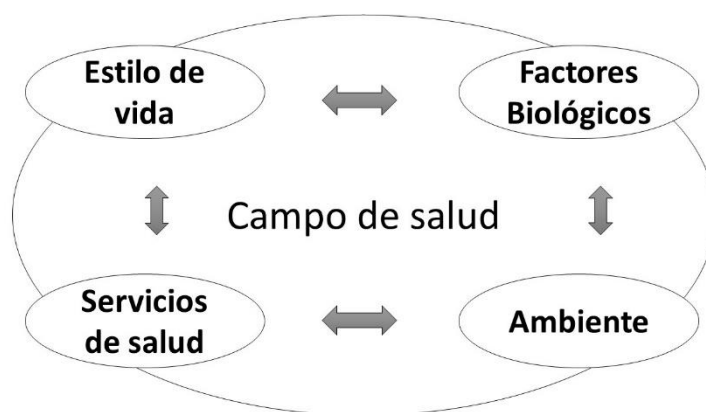 Estilo de
vida
Factores
Biológicos
Campo de salud
Servicios
de salud
Ambiente